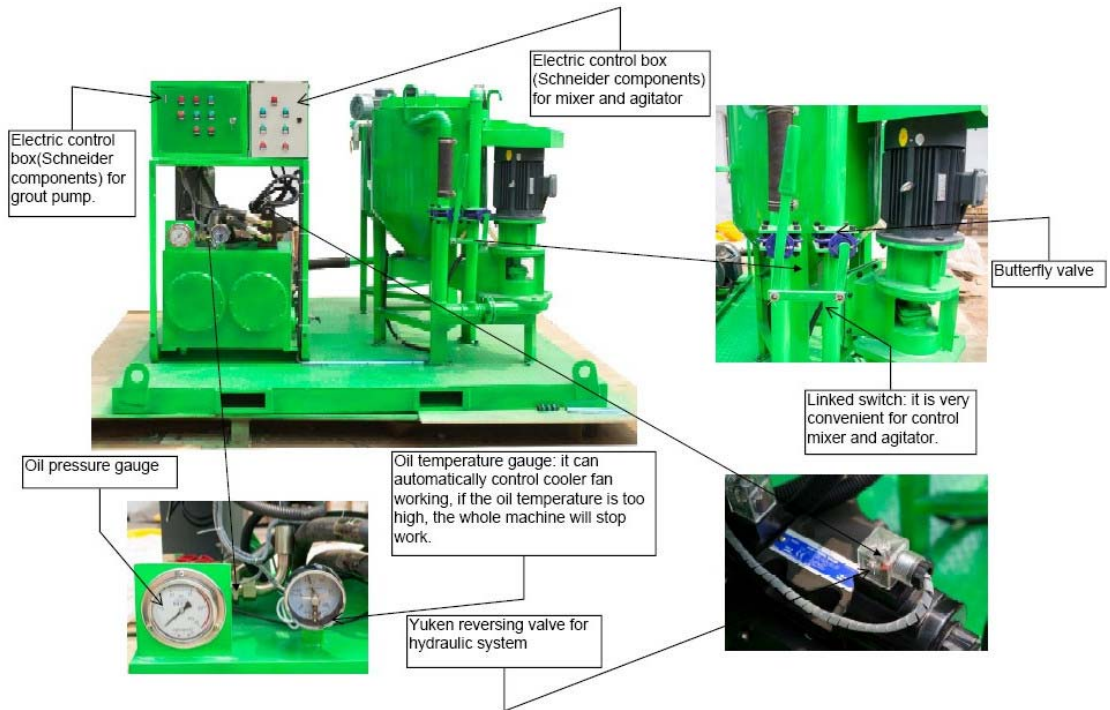 Electric control box
(Schneider components)
for mixer and agitator
Electric control
box(Schneider
components) for
grout pump.
Butterfly valve
Linked switch: it is very
convenient for control
mixer and agitator.
Oil pressure gauge
Oil temperature gauge: it can
automatically control cooler fan
working, if the oil temperature is too
high, the whole machine will stop
work.
Yuken reversing valve for
hydraulic system